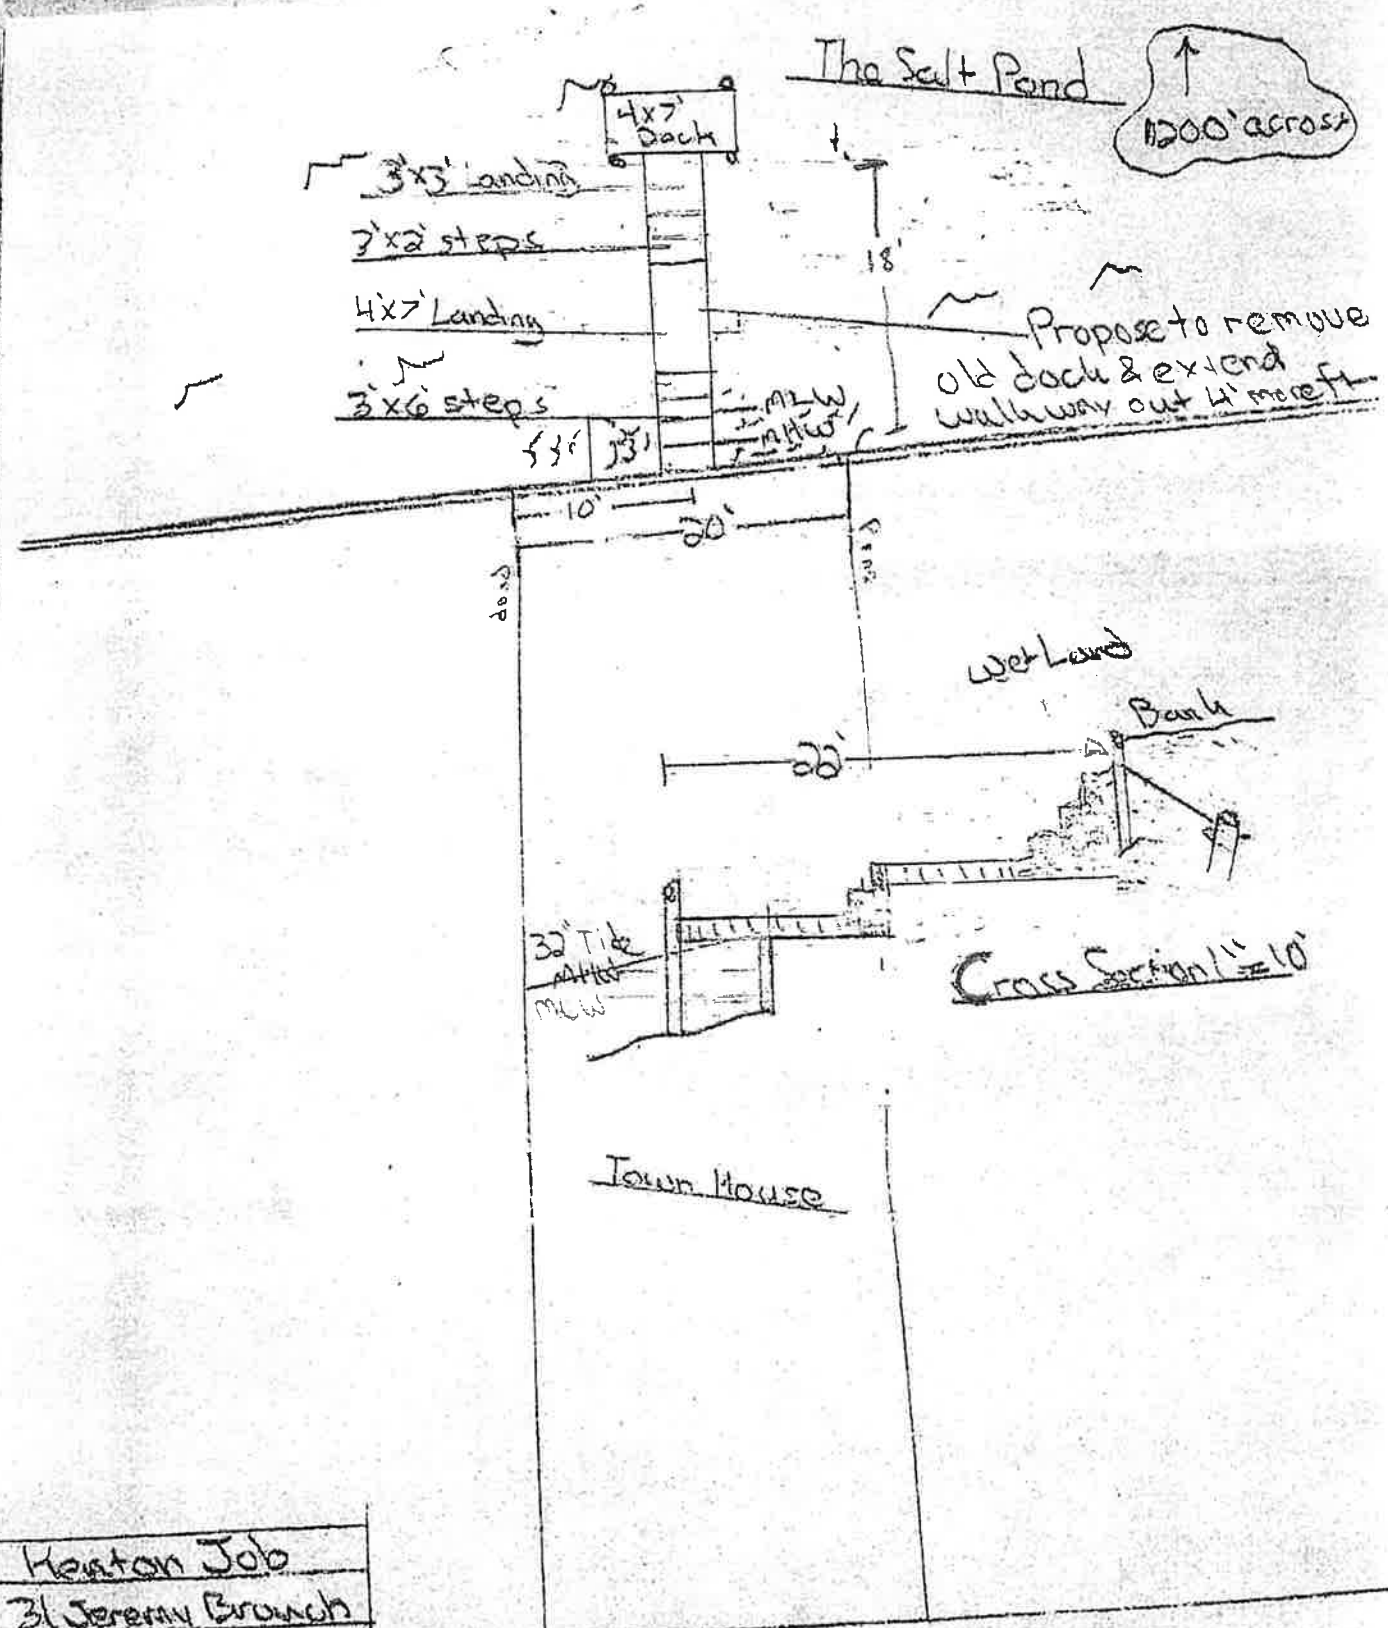 The Salt Pond
1200' across
4x7'
Dock
3'x3' Landing
3'x2' steps
18'
4'x7' Landing
Propose to remove
old dock & extend
walkway out 4' more ft
3'x6' steps
MLW
MHW
10'
20'
Wet Land
Bank
22'
32" Tide
MHW
MLW
Cross Section 1" = 10'
Town House
Kenton Job
31 Jeremy Branch